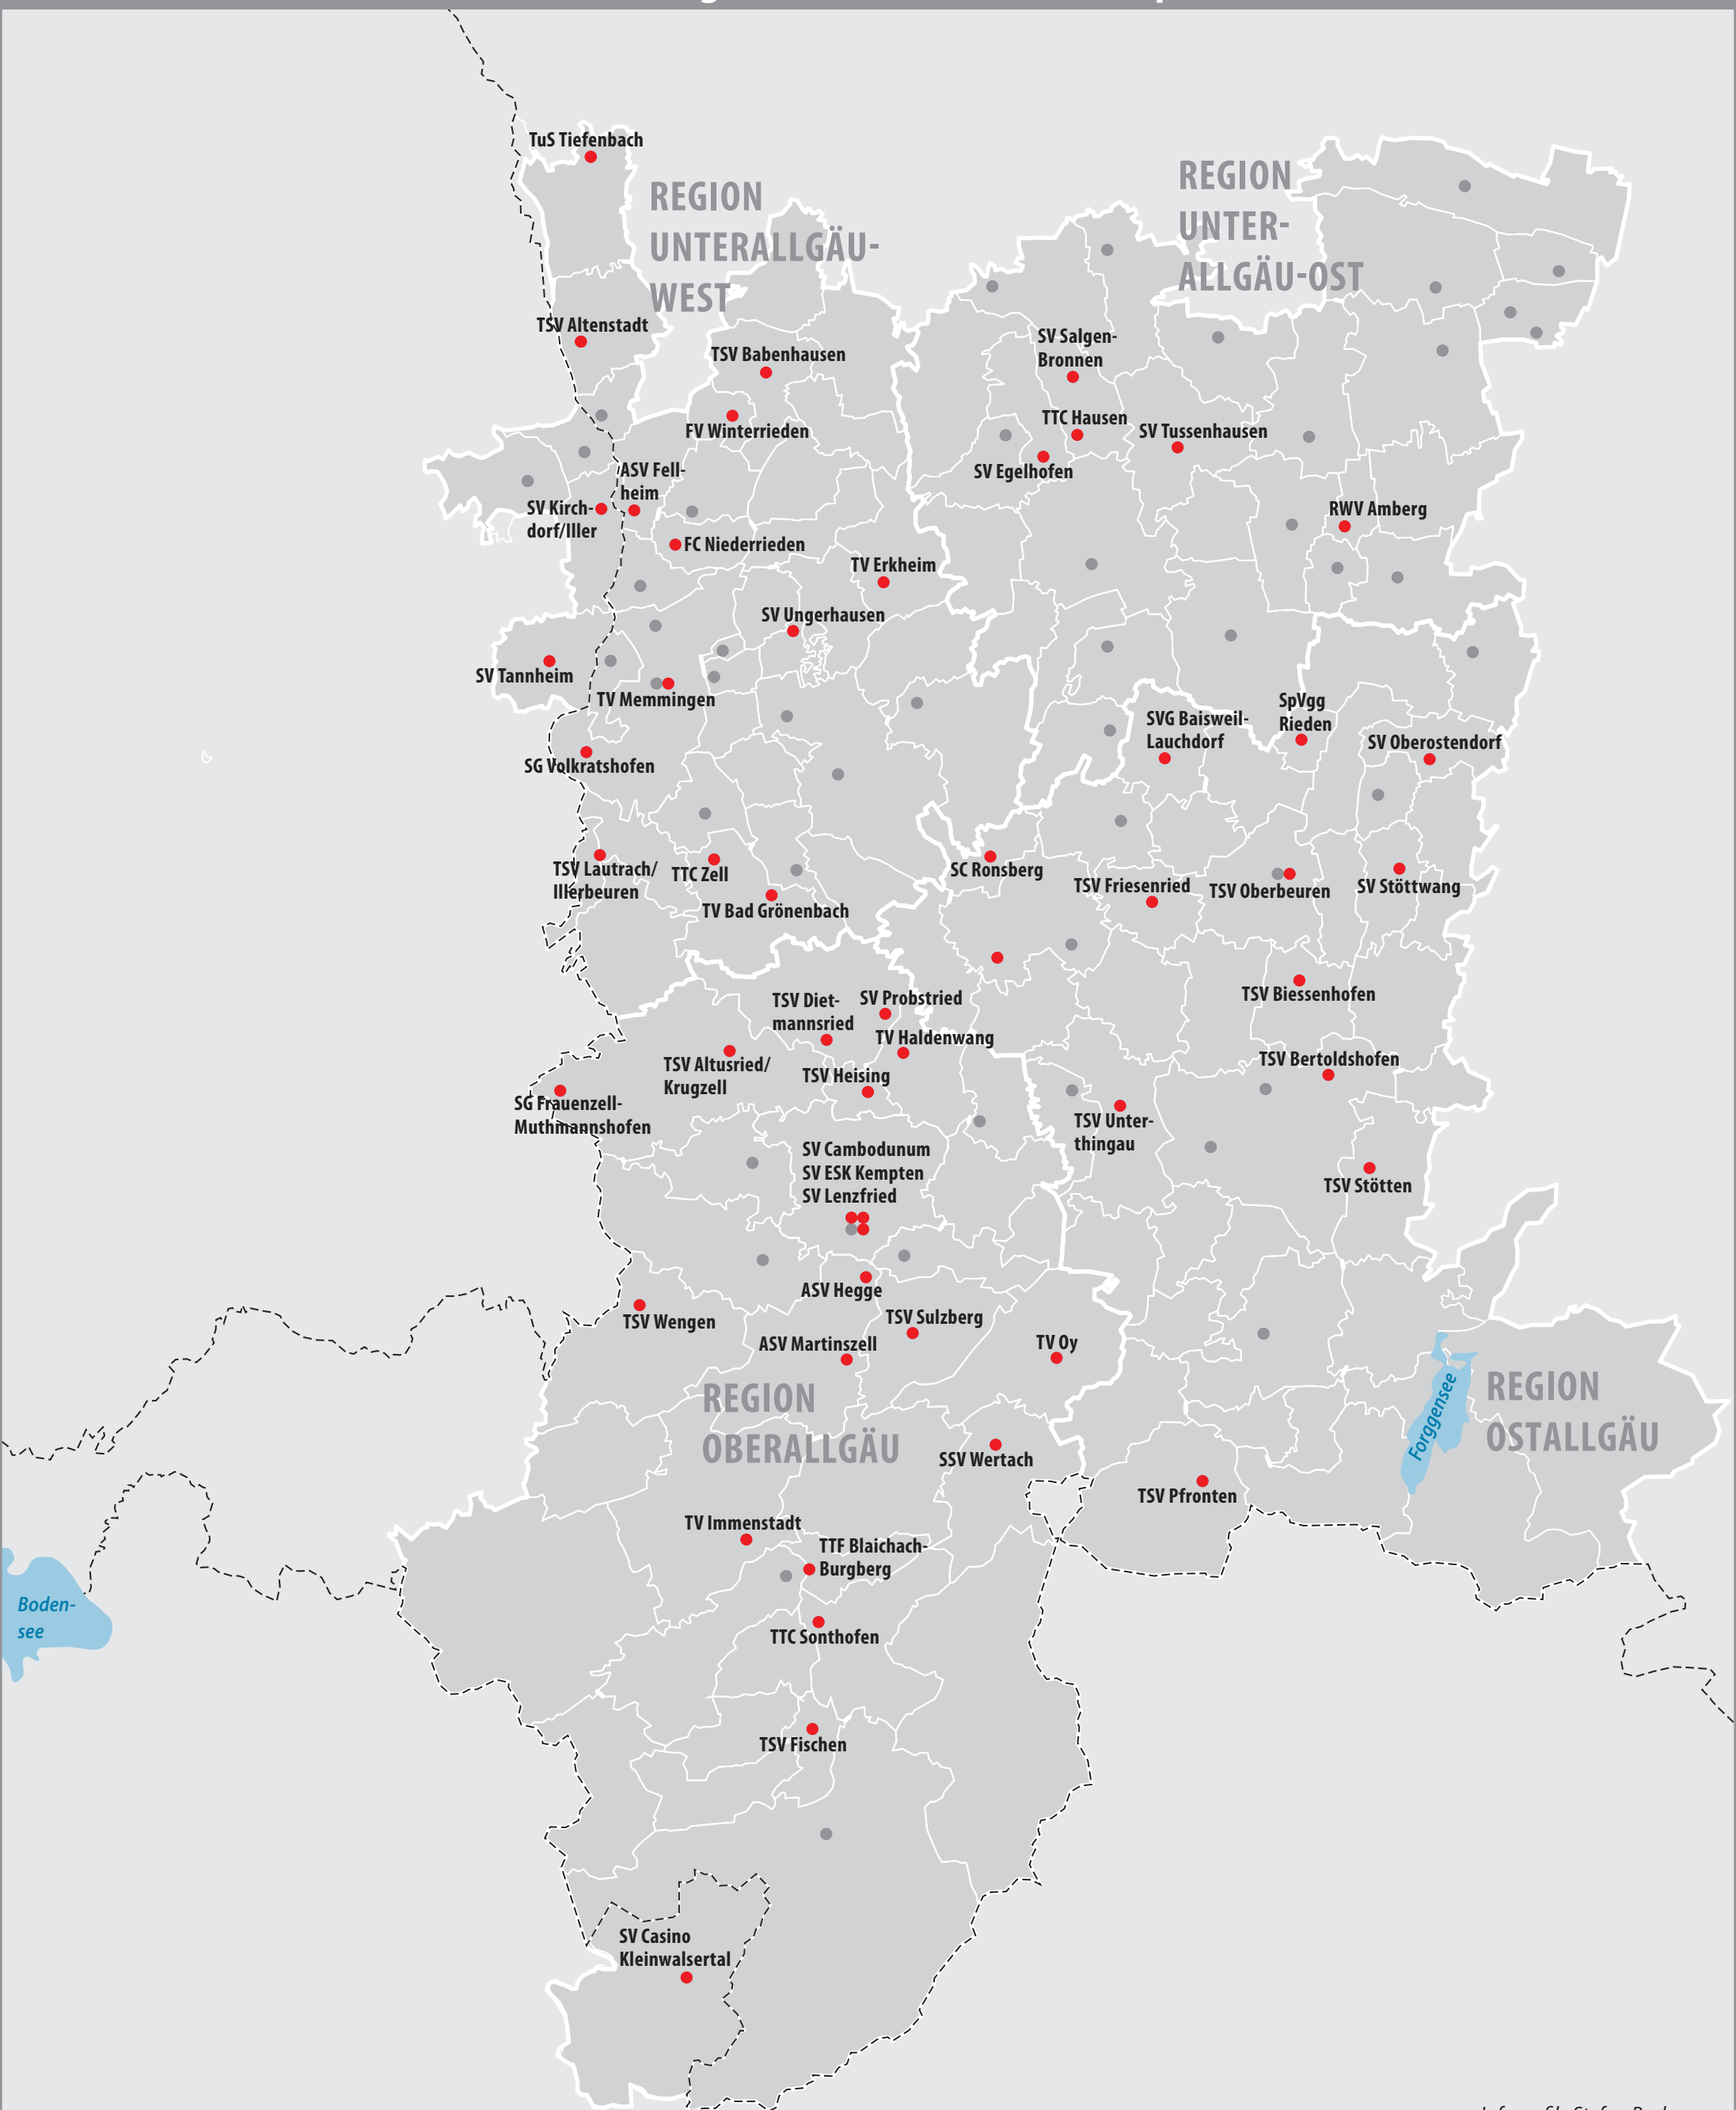 TuS Tiefenbach
REGION
UNTERALLGÄU-
WEST
REGION
UNTER-
ALLGÄU-OST
TSV Altenstadt
TSV Babenhausen
FV Winterrieden
SV Salgen-
Bronnen
TTC Hausen
SV Tussenhausen
SV Egelhofen
ASV Fell-
heim
SV Kirch-
dorf/Iller
FC Niederrieden
RWV Amberg
TV Erkheim
SV Ungerhausen
SV Tannheim
TV Memmingen
SG Volkratshofen
SVG Baisweil-
Lauchdorf
SpVgg
Rieden
SV Oberostendorf
TSV Lautrach/
Illerbeuren
TTC Zell
TV Bad Grönenbach
SC Ronsberg
TSV Friesenried
TSV Oberbeuren
SV Stöttwang
TSV Biessenhofen
TSV Diet-
mannsried
SV Probstried
TV Haldenwang
TSV Altusried/
Krugzell
TSV Heising
TSV Bertoldshofen
SG Frauenzell-
Muthmannshofen
TSV Unter-
thingau
SV Cambodunum
SV ESK Kempten
SV Lenzfried
TSV Stötten
ASV Hegge
TSV Wengen
TSV Sulzberg
ASV Martinszell
TV Oy
REGION
OBERALLGÄU
Forggensee
REGION
OSTALLGÄU
SSV Wertach
TSV Pfronten
TV Immenstadt
TTF Blaichach-
Burgberg
Boden-
see
TTC Sonthofen
TSV Fischen
SV Casino
Kleinwalsertal